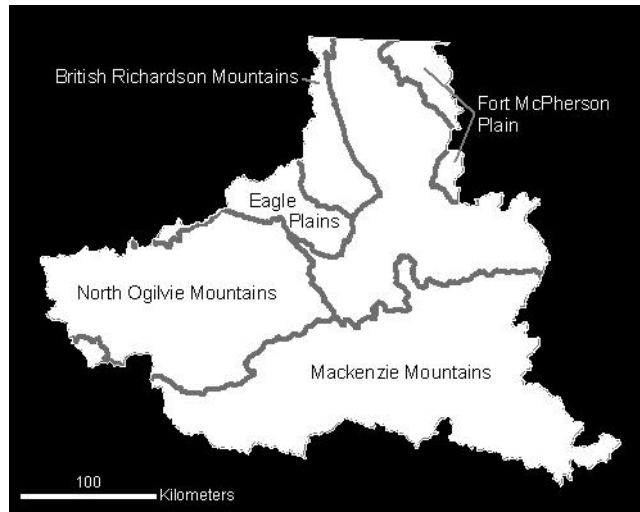 British Richardson Mountains
Fort McPherson
Plain
Eagle
Plains
North Ogilvie Mountains
Mackenzie Mountains
100
Kilometers